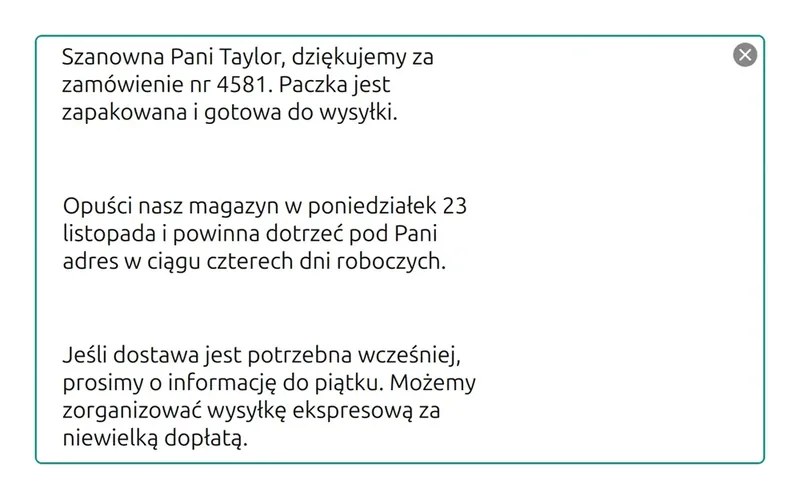 Szanowna Pani Taylor, dziękujemy za
zamówienie nr 4581. Paczka jest
zapakowana i gotowa do wysyłki.
Opuści nasz magazyn w poniedziałek 23
listopada i powinna dotrzeć pod Pani
adres w ciągu czterech dni roboczych.
Jeśli dostawa jest potrzebna wcześniej,
prosimy o informację do piątku. Możemy
zorganizować wysyłkę ekspresową za
niewielką dopłatą.